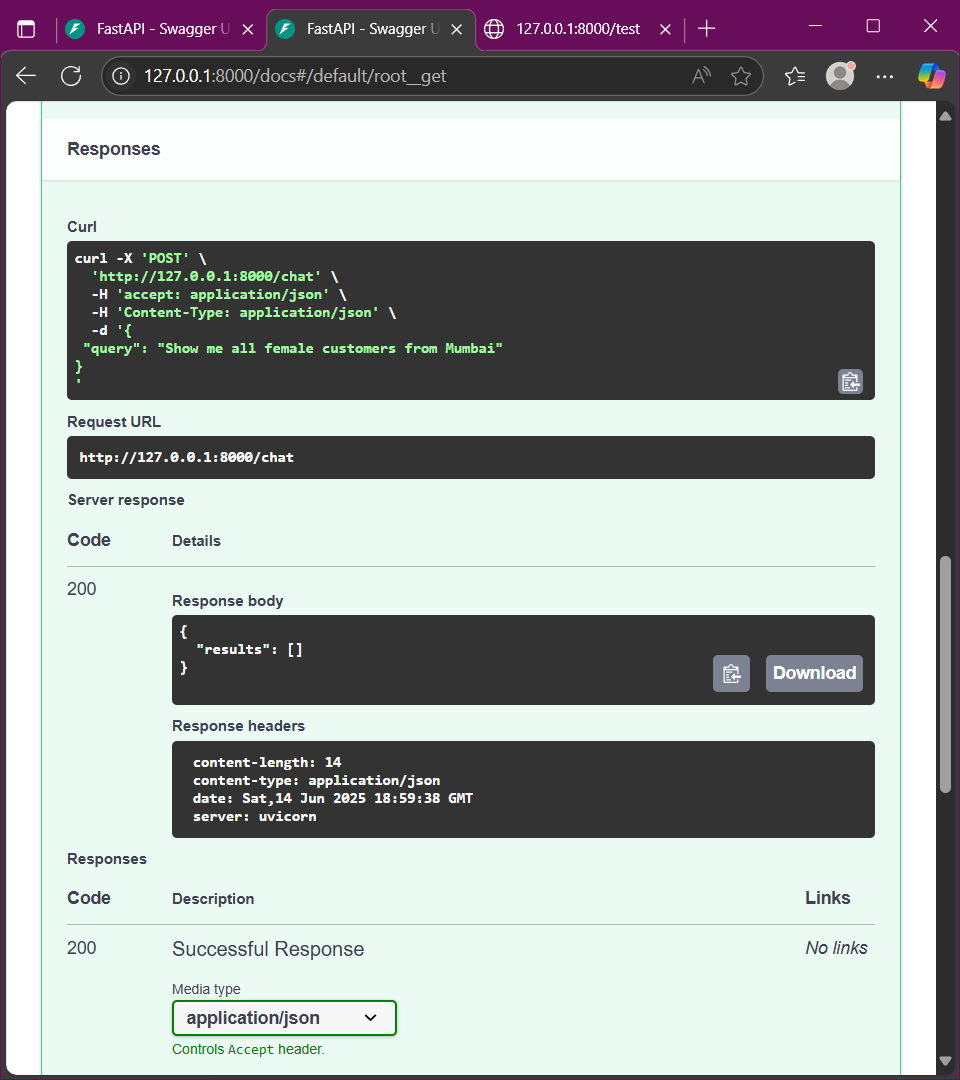 FastAPI - Swagger U
FastAPI - Swagger U
127.0.0.1:8000/test
127.0.0.1:8000/docs#/default/root__get
Responses
Curl
curl -X 'POST' \
'http://127.0.0.1:8000/chat' \
-H 'accept: application/json' \
-H 'Content-Type: application/json' \
-d '{
"query": "Show me all female customers from Mumbai"
}
'
Request URL
http://127.0.0.1:8000/chat
Server response
Code Details
200
Response body
{
"results": []
}
Download
Response headers
content-length: 14
content-type: application/json
date: Sat,14 Jun 2025 18:59:38 GMT
server: uvicorn
Responses
Code Description Links
200 Successful Response No links
Media type
application/json
Controls Accept header.